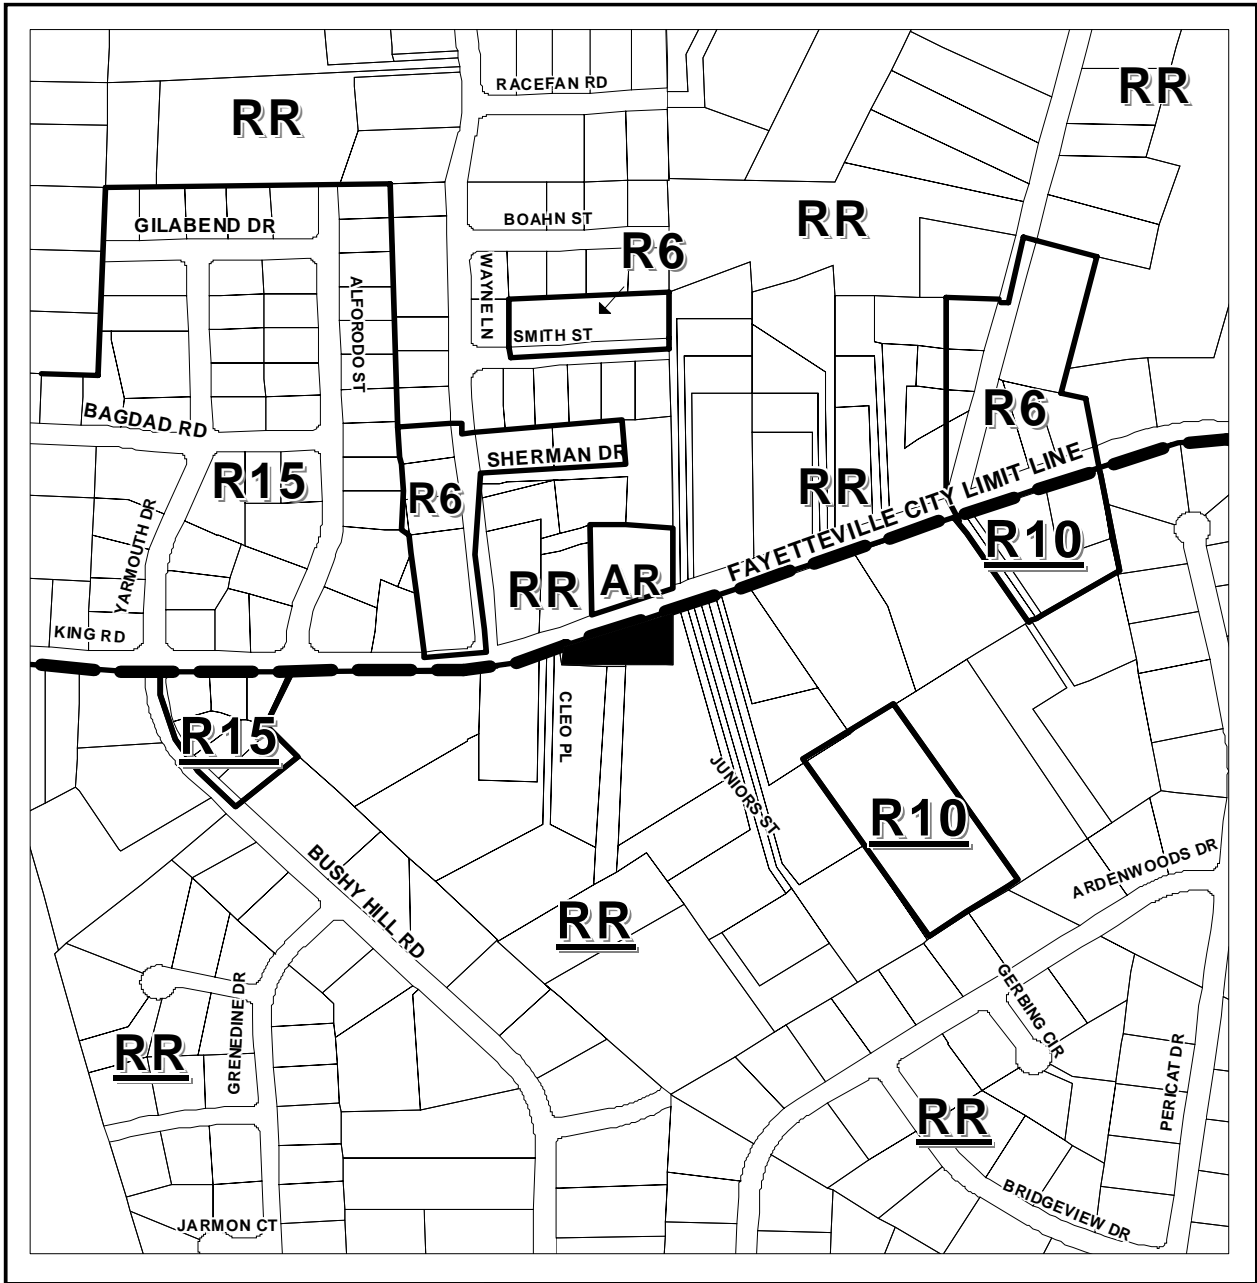 RACEFAN RD
RR
RR
GILABEND DR
BOAHN ST
RR
R6
WAYNE LN
ALFORODO ST
SMITH ST
BAGDAD RD
R6
SHERMAN DR
R15
R6
RR
FAYETTEVILLE CITY LIMIT LINE
YARMOUTH DR
R10
RR
AR
KING RD
R15
CLEO PL
JUNIORS ST
R10
BUSHY HILL RD
ARDENWOODS DR
RR
GERBING CIR
GRENEDINE DR
RR
PERICAT DR
RR
BRIDGEVIEW DR
JARMON CT